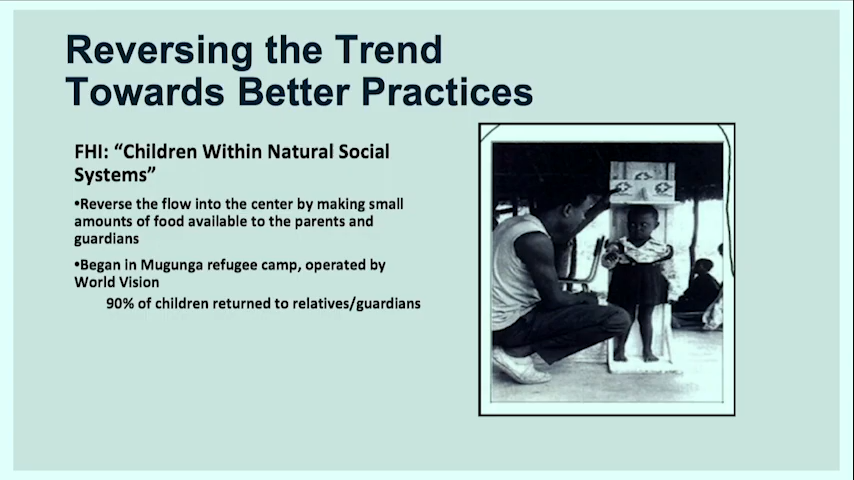 Reversing the Trend
Towards Better Practices
FHI: “Children Within Natural Social
Systems”
•Reverse the flow into the center by making small
amounts of food available to the parents and
guardians
•Began in Mugunga refugee camp, operated by
World Vision
90% of children returned to relatives/guardians